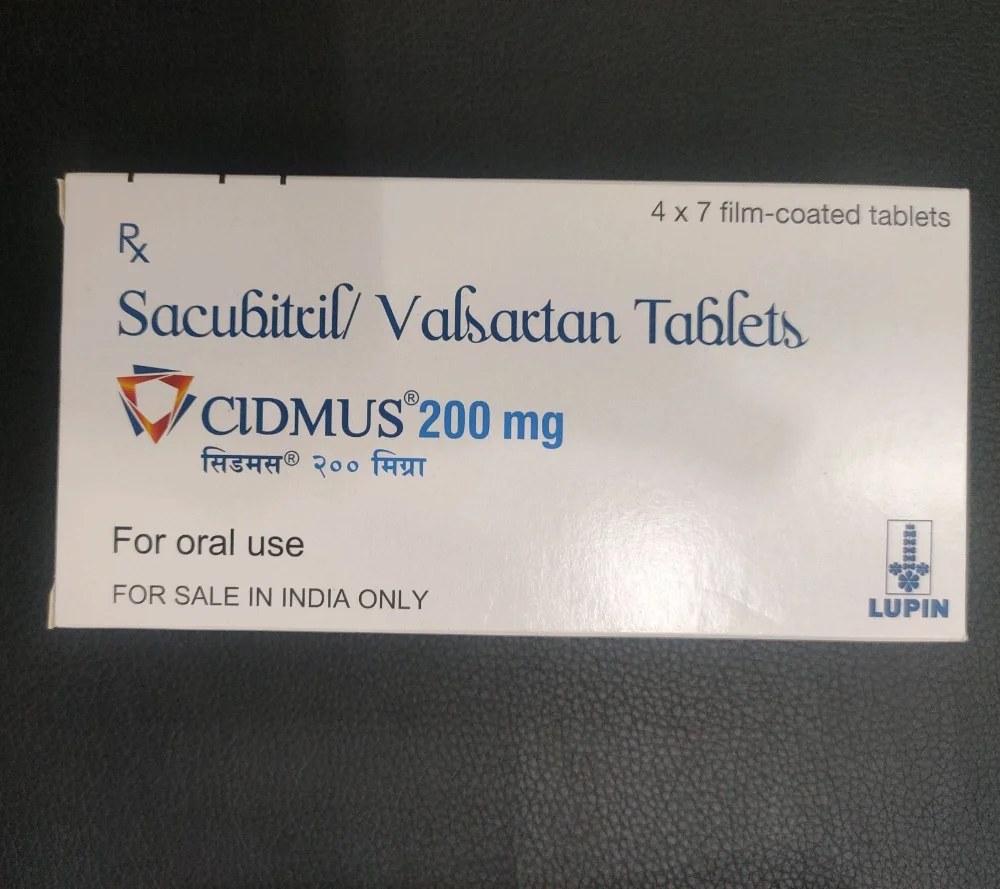 4 x 7 film-coated tablets
Rx
Sacubitril/ Valsartan Tablets
CIDMUS® 200 mg
सिडमस® २०० मिग्रा
For oral use
FOR SALE IN INDIA ONLY
LUPIN